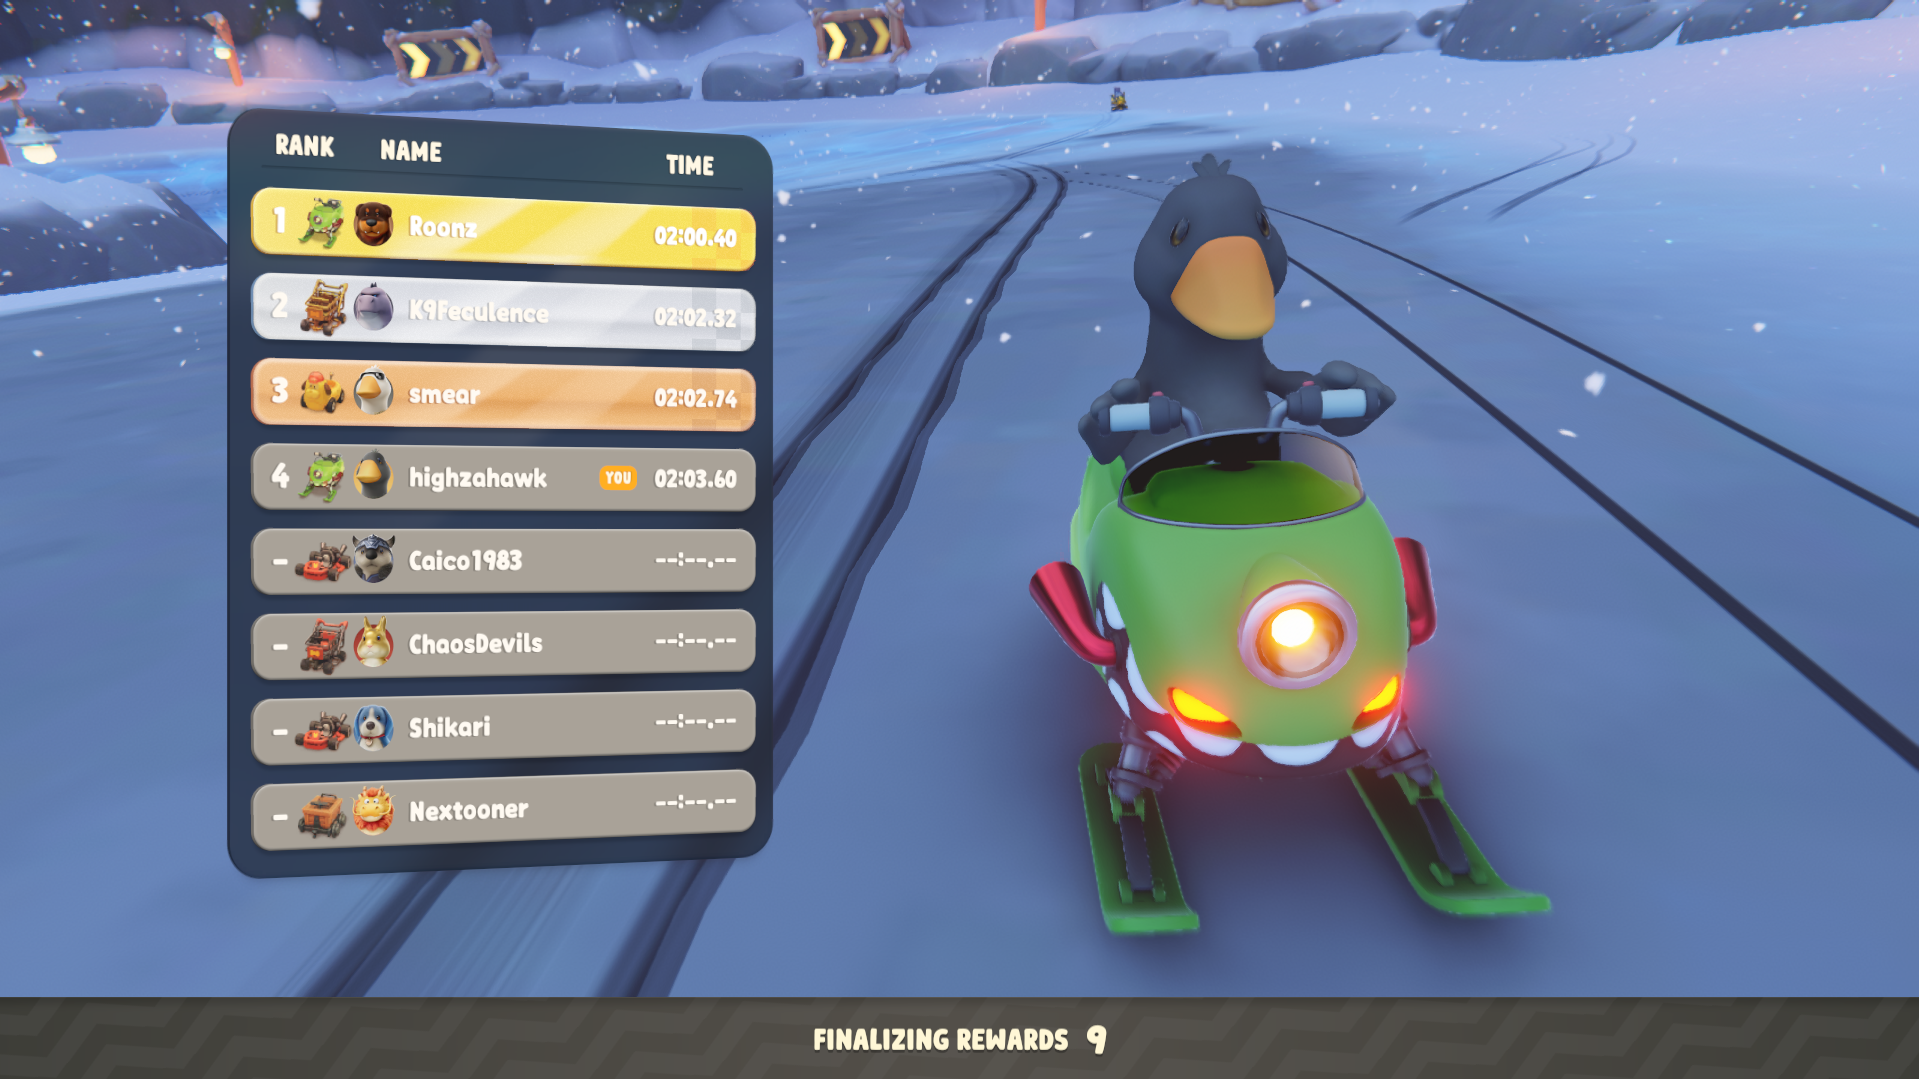 RANK NAME TIME
1 Roonz 02:00.40
2 K9Feculence 02:02.32
3 smear 02:02.74
4 highzahawk YOU 02:03.60
- Caico1983 --:--.--
- ChaosDevils --:--.--
- Shikari --:--.--
- Nextooner --:--.--
FINALIZING REWARDS 9